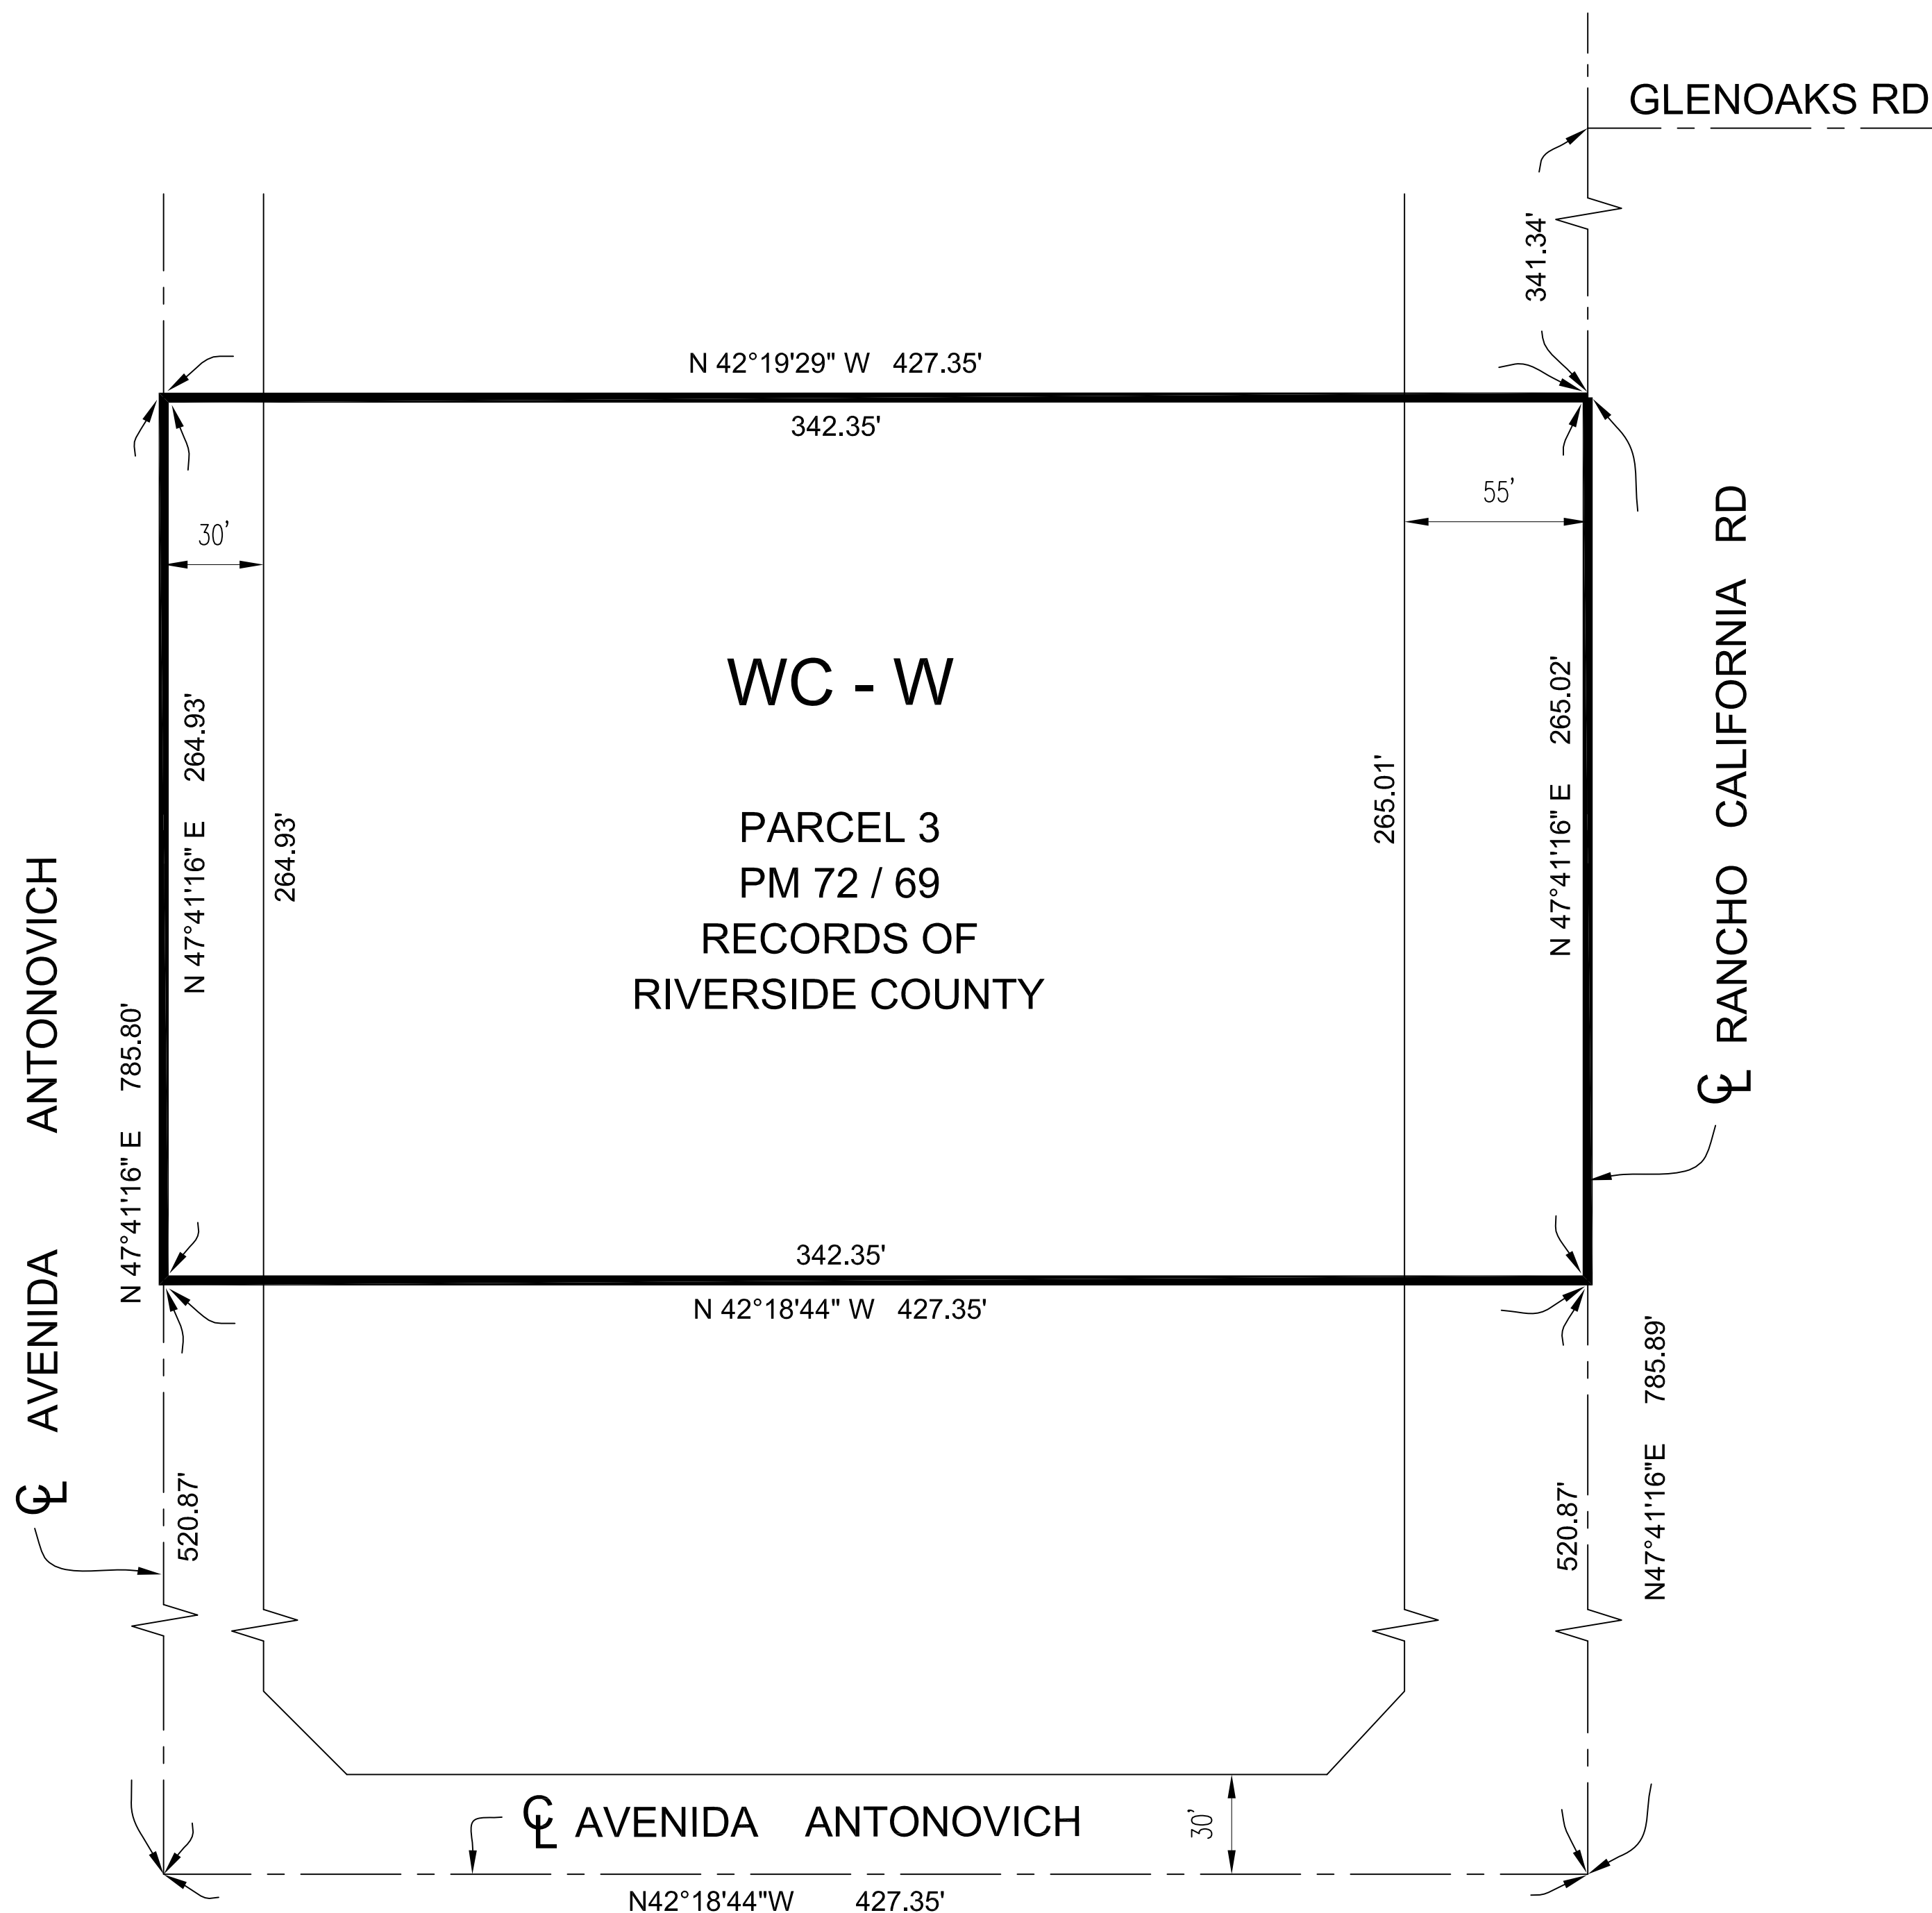 GLENOAKS RD
341.34'
N 42°19'29" W 427.35'
342.35'
30'
55'
WC - W
PARCEL 3
PM 72 / 69
RECORDS OF
RIVERSIDE COUNTY
N 47°41'16" E 264.93'
264.93'
265.01'
N 47°41'16" E 265.02'
℄ RANCHO CALIFORNIA RD
℄ AVENIDA ANTONOVICH
N 47°41'16" E 785.80'
342.35'
N 42°18'44" W 427.35'
520.87'
520.87'
N47°41'16"E 785.89'
℄ AVENIDA ANTONOVICH
30'
N42°18'44"W 427.35'